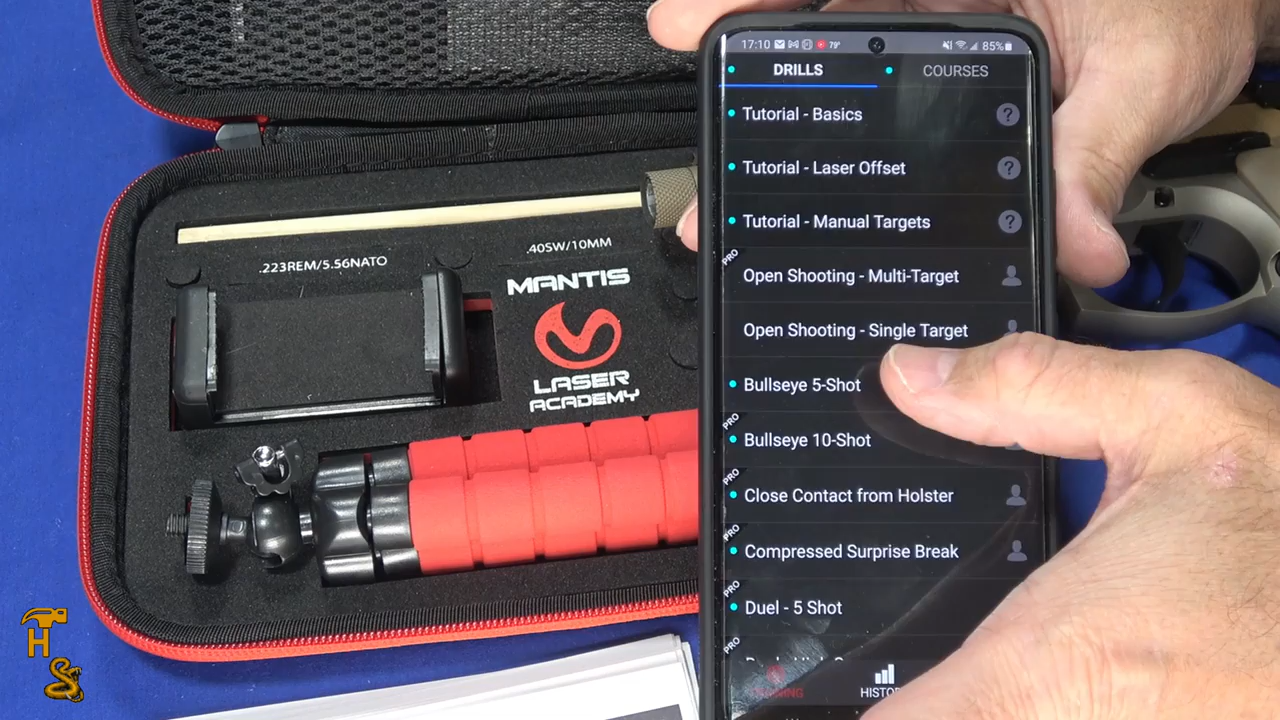 17:10 79° 85%
DRILLS COURSES
Tutorial - Basics ?
Tutorial - Laser Offset ?
Tutorial - Manual Targets ?
PRO
Open Shooting - Multi-Target
Open Shooting - Single Target
Bullseye 5-Shot
PRO
Bullseye 10-Shot
PRO
Close Contact from Holster
PRO
Compressed Surprise Break
PRO
Duel - 5 Shot
PRO
.223REM/5.56NATO
.40SW/10MM
MANTIS
LASER
ACADEMY
HS